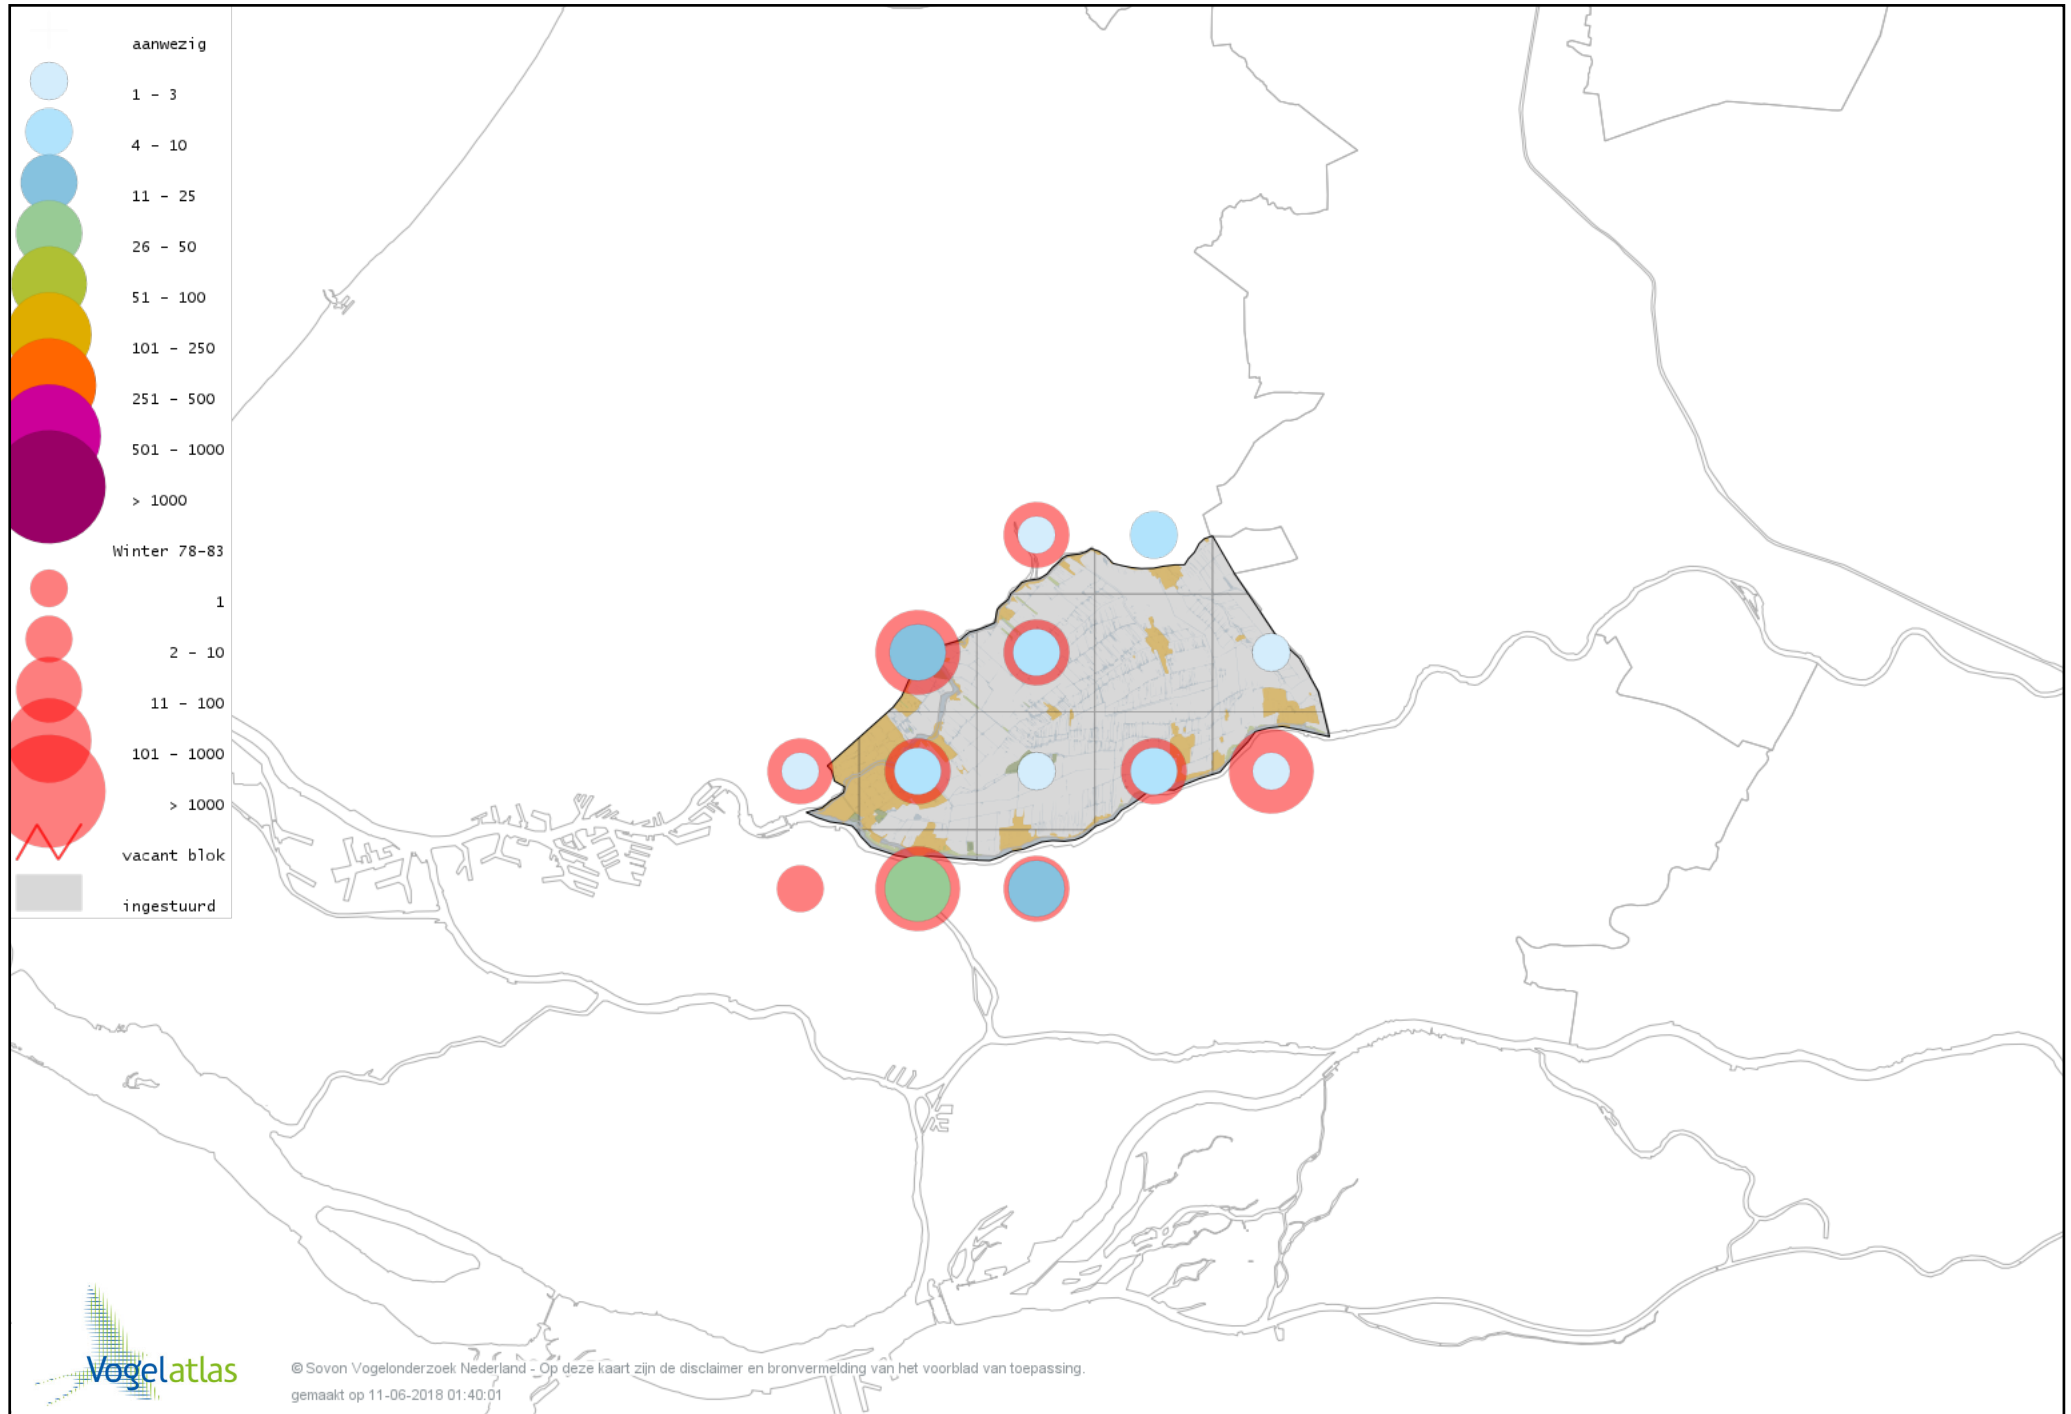 aanwezig
1 - 3
4 - 10
11 - 25
26 - 50
51 - 100
101 - 250
251 - 500
501 - 1000
> 1000
Winter 78-83
1
2 - 10
11 - 100
101 - 1000
> 1000
vacant blok
ingestuurd
Vogelatlas
© Sovon Vogelonderzoek Nederland - Op deze kaart zijn de disclaimer en bronvermelding van het voorblad van toepassing.
gemaakt op 11-06-2018 01:40:01